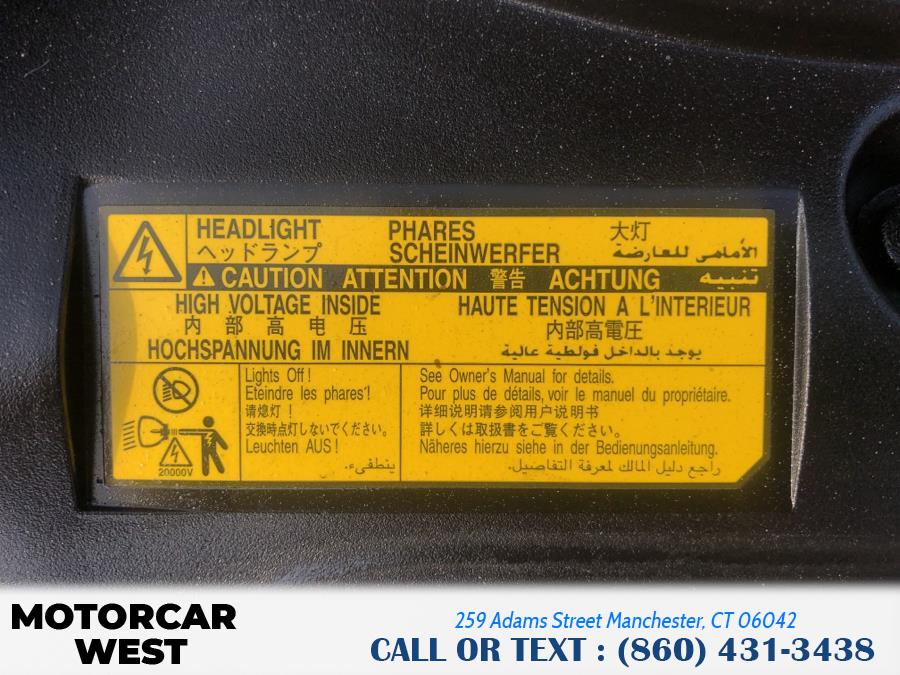 HEADLIGHT PHARES 大灯
ヘッドランプ SCHEINWERFER الأمامى للعارضة
CAUTION ATTENTION 警告 ACHTUNG تنبيه
HIGH VOLTAGE INSIDE HAUTE TENSION A L'INTERIEUR
内部高电压 内部高電圧
HOCHSPANNUNG IM INNERN يوجد بالداخل فولطية عالية
Lights Off!
Eteindre les phares!
请熄灯！
交換時点灯しないでください。
Leuchten AUS!
ينطفىء.
20000V
See Owner's Manual for details.
Pour plus de détails, voir le manuel du propriétaire.
详细说明请参阅用户说明书
詳しくは取扱書をご覧ください。
Näheres hierzu siehe in der Bedienungsanleitung.
راجع دليل المالك لمعرفة التفاصيل.
MOTORCAR
WEST
259 Adams Street Manchester, CT 06042
CALL OR TEXT : (860) 431-3438